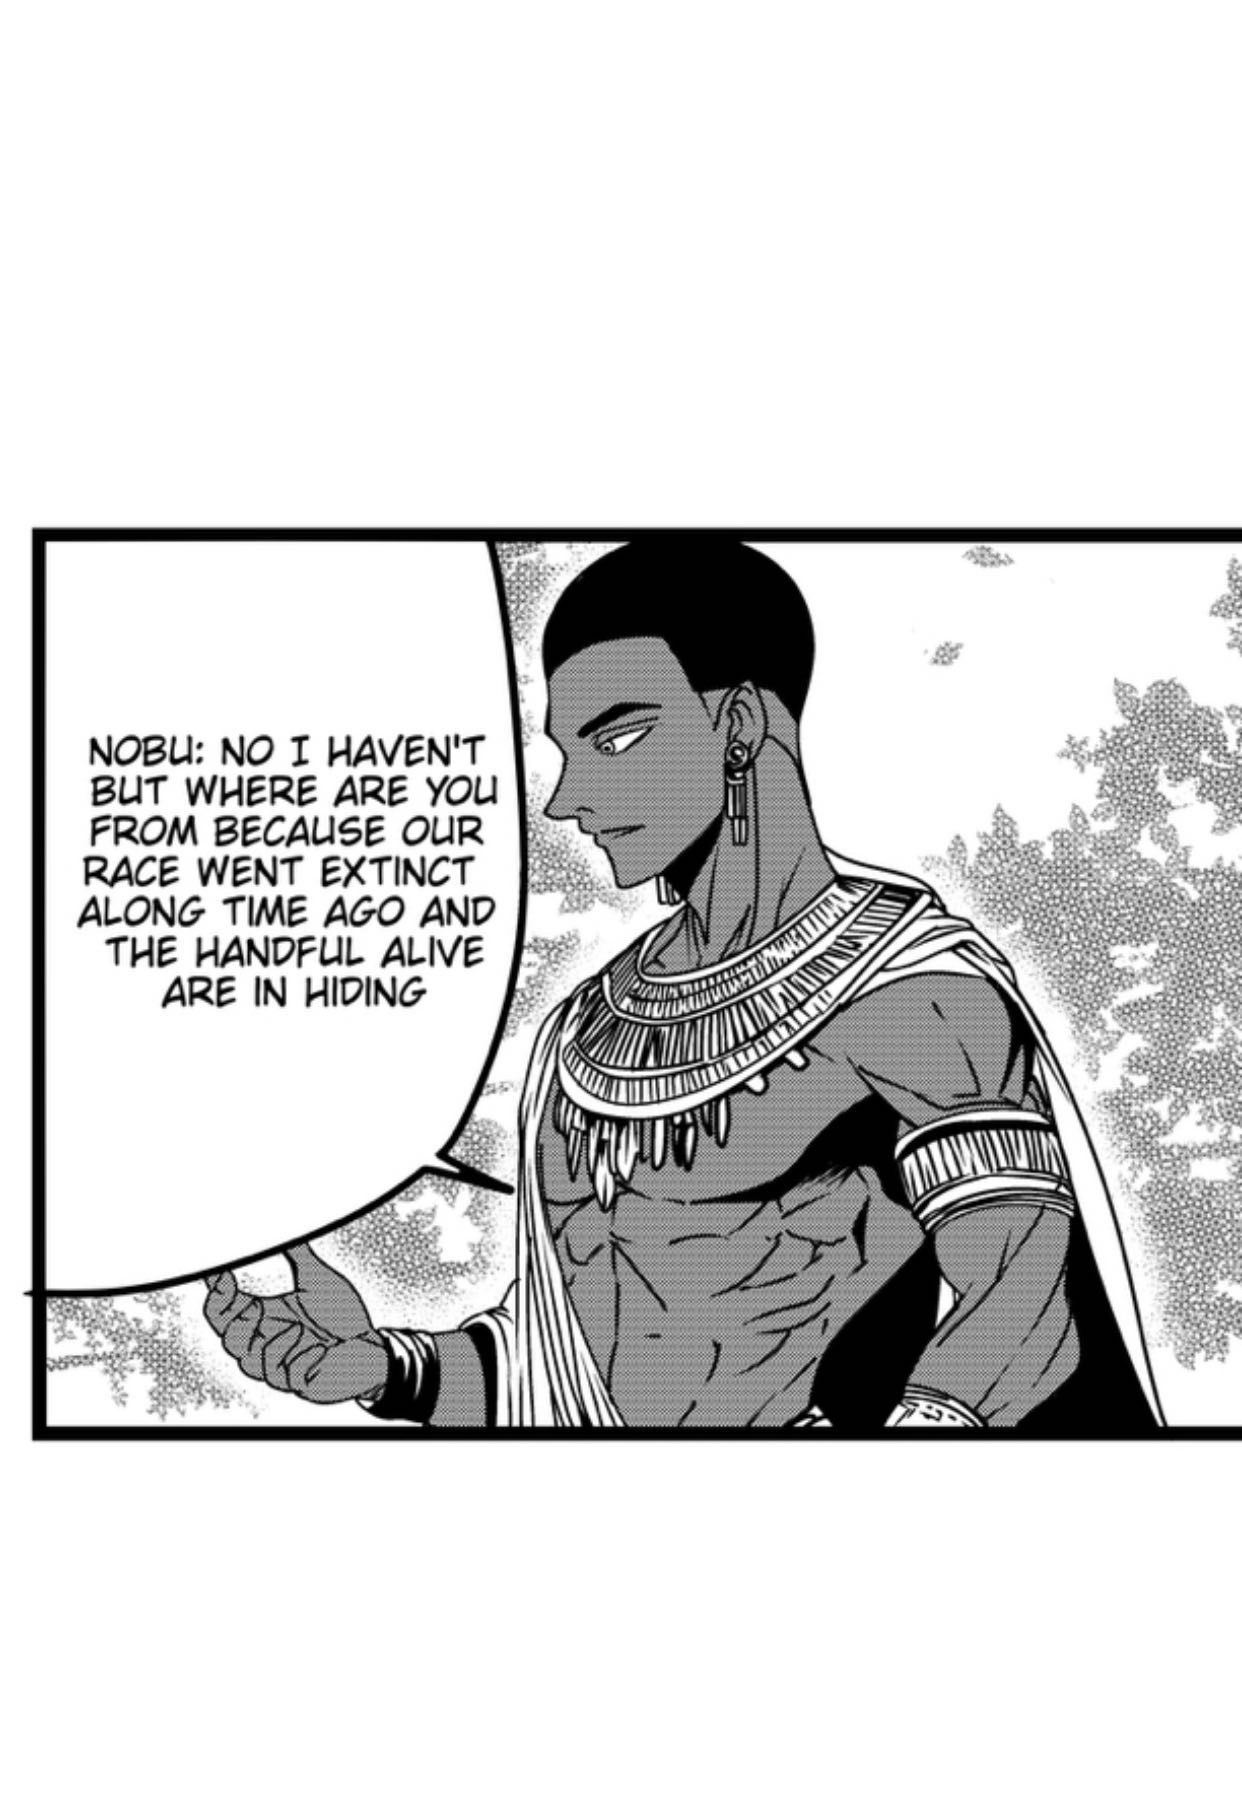 NOBU: NO I HAVEN'T
BUT WHERE ARE YOU
FROM BECAUSE OUR
RACE WENT EXTINCT
ALONG TIME AGO AND
THE HANDFUL ALIVE
ARE IN HIDING